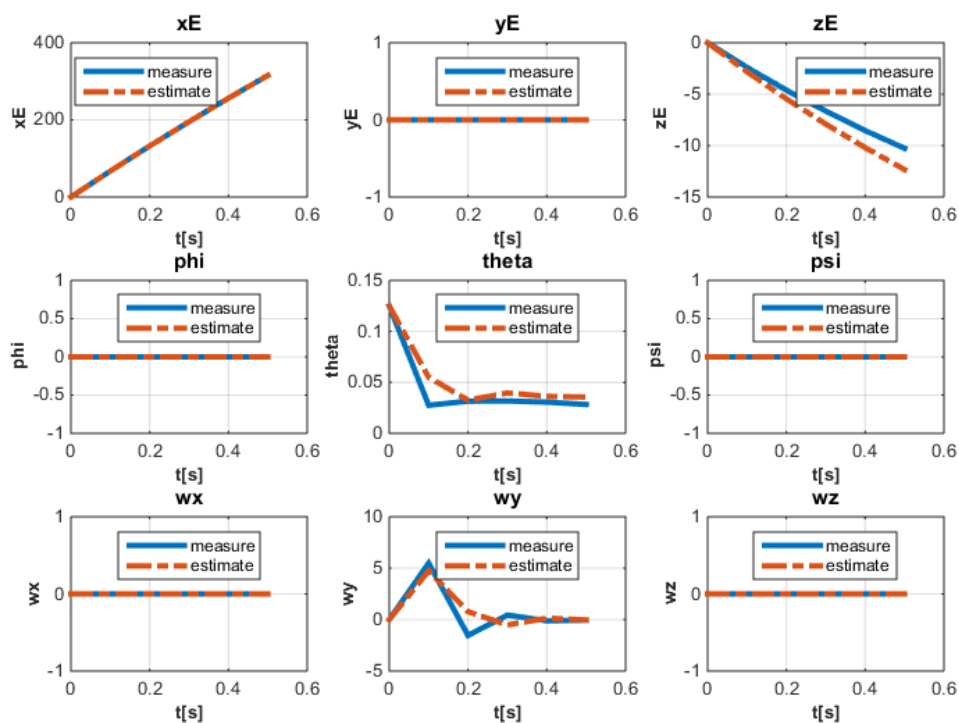 xE
400
200
0
xE
measure
estimate
0 0.2 0.4 0.6
t[s]
yE
1
0
-1
yE
measure
estimate
0 0.2 0.4 0.6
t[s]
zE
0
-5
-10
-15
zE
measure
estimate
0 0.2 0.4 0.6
t[s]
phi
1
0.5
0
-0.5
-1
phi
measure
estimate
0 0.2 0.4 0.6
t[s]
theta
0.15
0.1
0.05
0
theta
measure
estimate
0 0.2 0.4 0.6
t[s]
psi
1
0.5
0
-0.5
-1
psi
measure
estimate
0 0.2 0.4 0.6
t[s]
wx
1
0
-1
wx
measure
estimate
0 0.2 0.4 0.6
t[s]
wy
10
5
0
-5
wy
measure
estimate
0 0.2 0.4 0.6
t[s]
wz
1
0
-1
wz
measure
estimate
0 0.2 0.4 0.6
t[s]